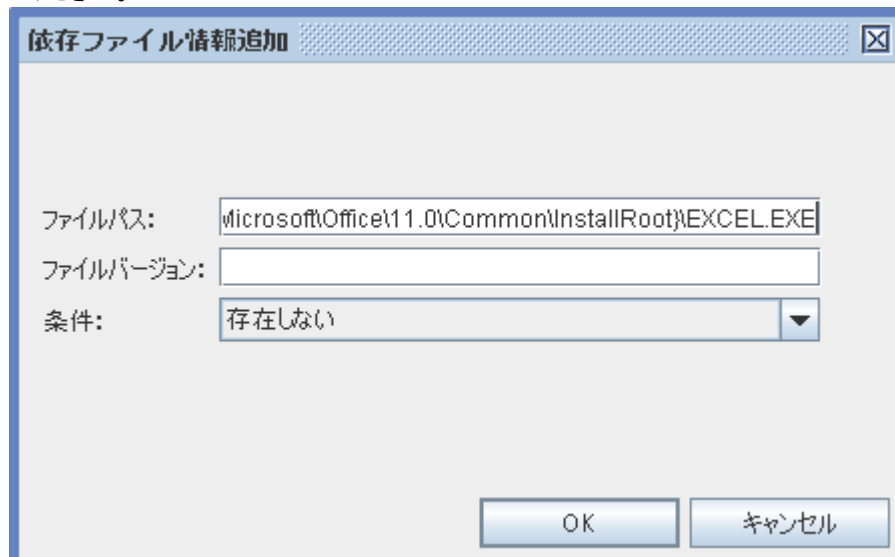 依存ファイル情報追加
ファイルパス: Microsoft\Office\11.0\Common\InstallRoot}\EXCEL.EXE
ファイルバージョン:
条件: 存在しない
OK キャンセル